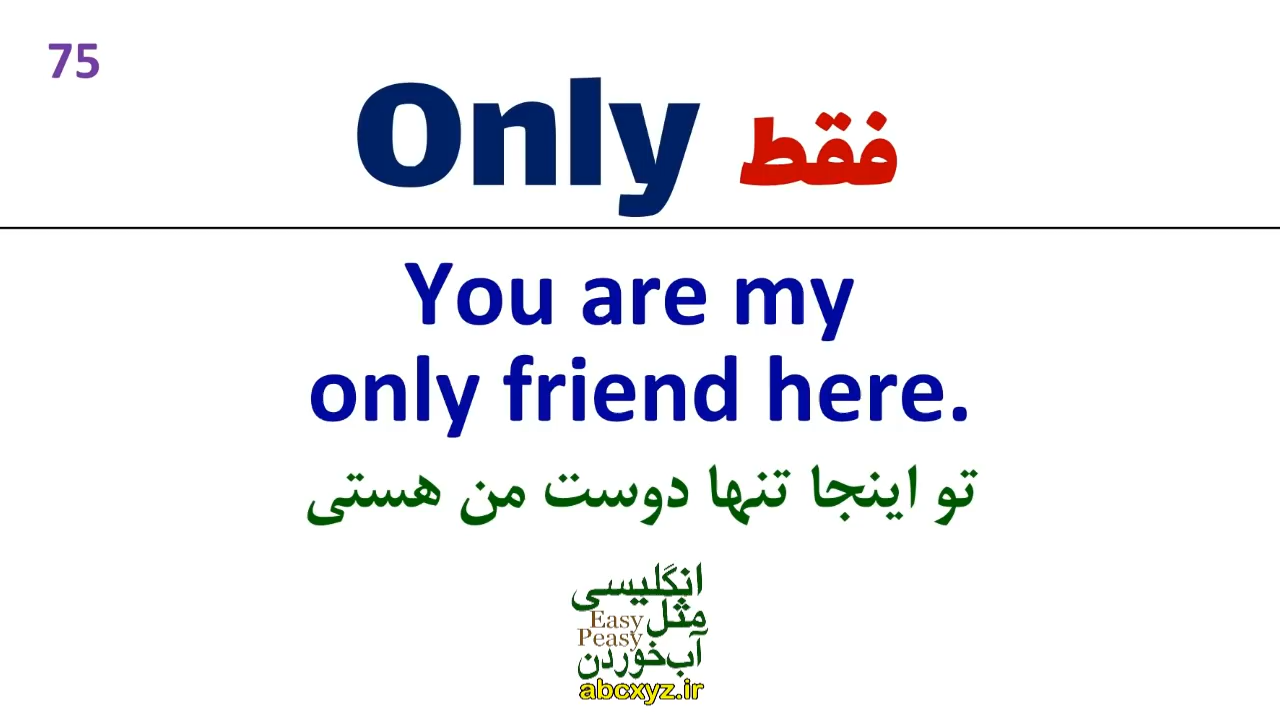 75
Only فقط
You are my
only friend here.
تو اینجا تنها دوست من هستی
انگلیسی
مثل Easy
Peasy
آب‌خوردن
abcxyz.ir